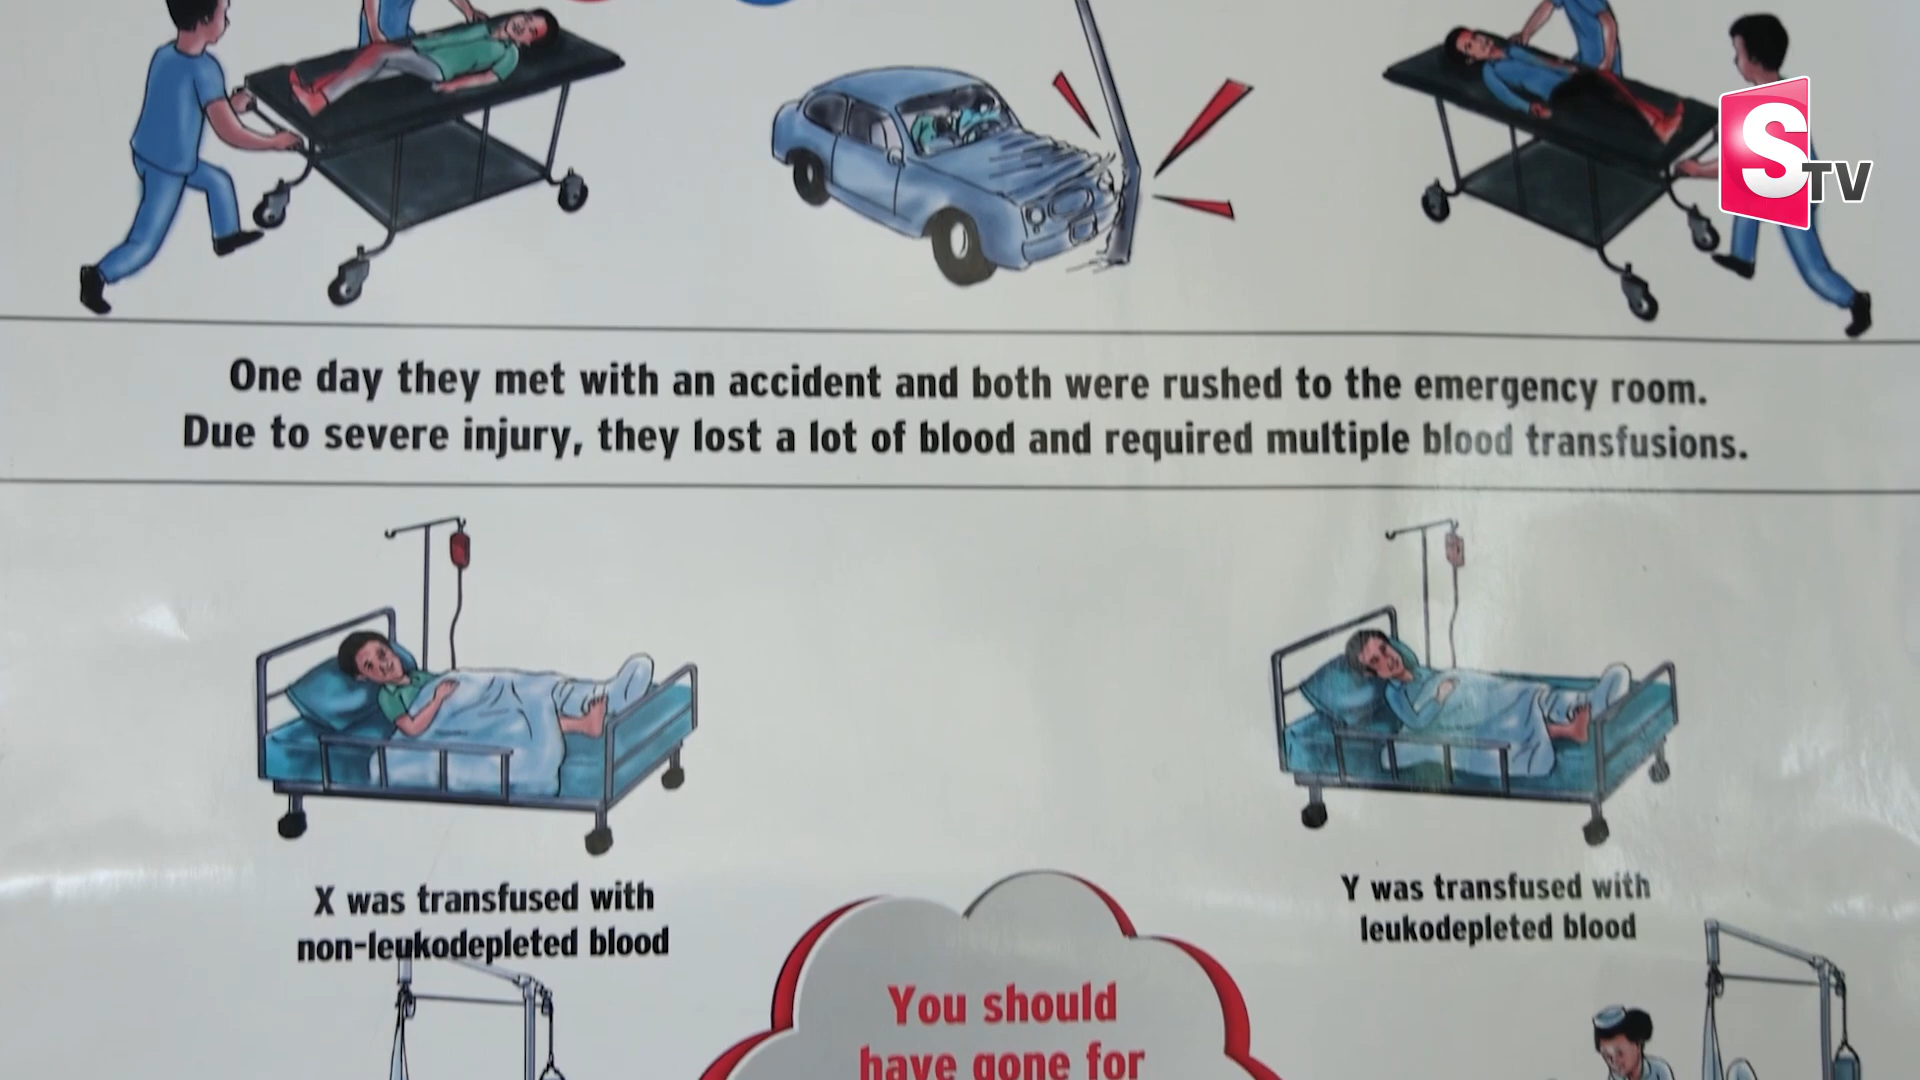 STV
One day they met with an accident and both were rushed to the emergency room.
Due to severe injury, they lost a lot of blood and required multiple blood transfusions.
X was transfused with
non-leukodepleted blood
Y was transfused with
leukodepleted blood
You should
have gone for